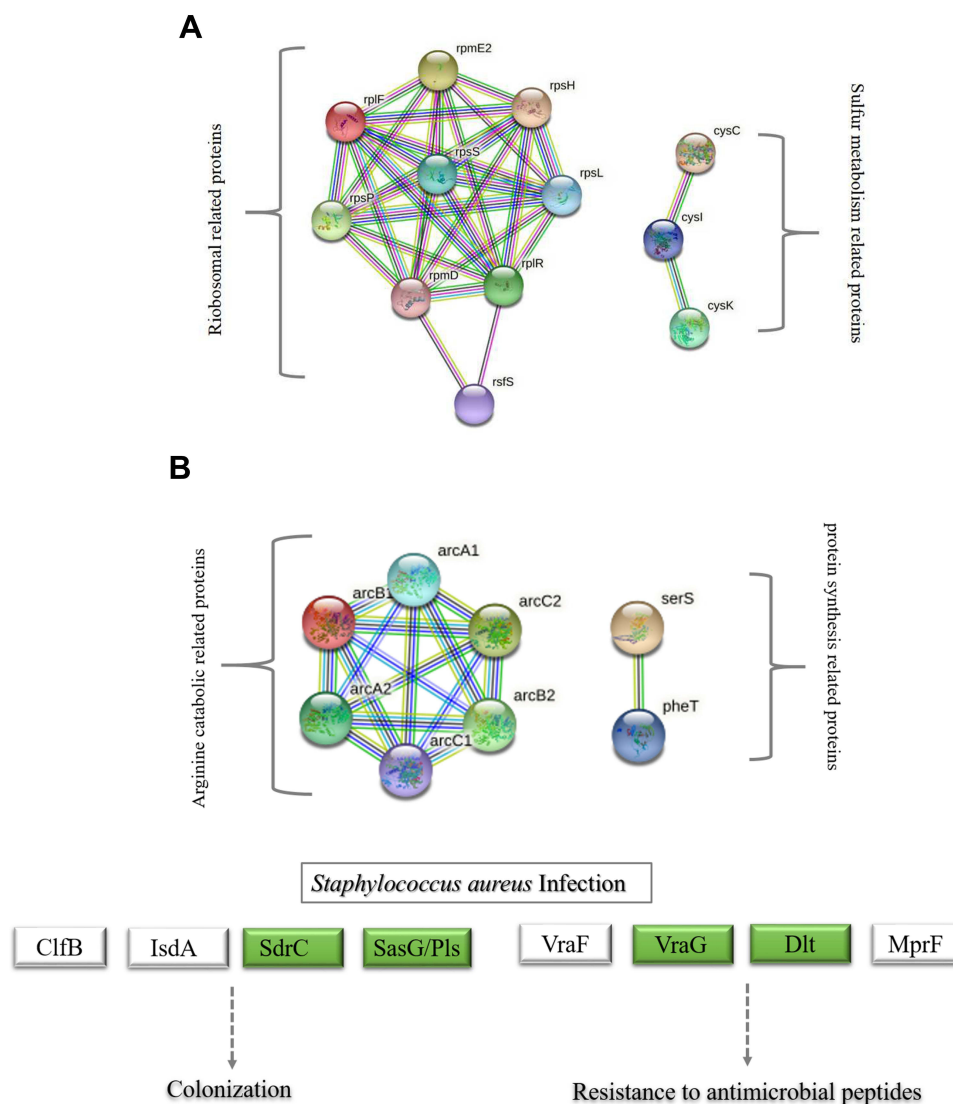 A
rpmE2
rplF
rpsH
rpsS
rpsL
rpsP
rpmD
rplR
rsfS
Riobosomal related proteins
cysC
cysI
cysK
Sulfur metabolism related proteins
B
arcA1
arcB1
arcC2
arcA2
arcB2
arcC1
Arginine catabolic related proteins
serS
pheT
protein synthesis related proteins
Staphylococcus aureus Infection
ClfB IsdA SdrC SasG/Pls VraF VraG Dlt MprF
Colonization
Resistance to antimicrobial peptides